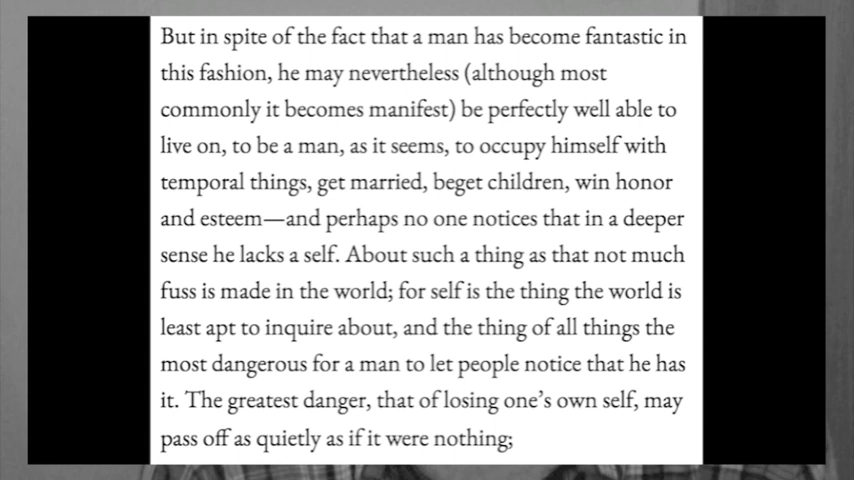 But in spite of the fact that a man has become fantastic in
this fashion, he may nevertheless (although most
commonly it becomes manifest) be perfectly well able to
live on, to be a man, as it seems, to occupy himself with
temporal things, get married, beget children, win honor
and esteem—and perhaps no one notices that in a deeper
sense he lacks a self. About such a thing as that not much
fuss is made in the world; for self is the thing the world is
least apt to inquire about, and the thing of all things the
most dangerous for a man to let people notice that he has
it. The greatest danger, that of losing one’s own self, may
pass off as quietly as if it were nothing;